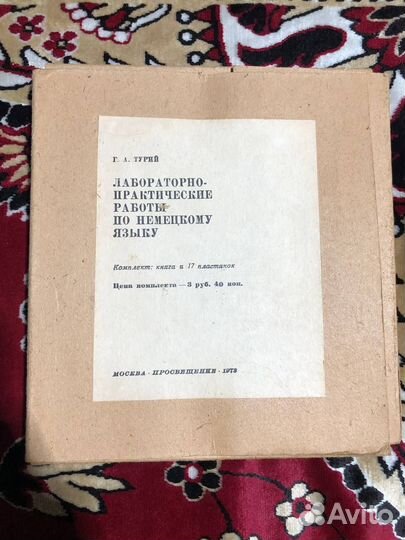 Г. А. ТУРИЙ
ЛАБОРАТОРНО-
ПРАКТИЧЕСКИЕ
РАБОТЫ
ПО НЕМЕЦКОМУ
ЯЗЫКУ
Комплект: книга и 17 пластинок
Цена комплекта — 3 руб. 40 коп.
МОСКВА · ПРОСВЕЩЕНИЕ · 1973
Avito